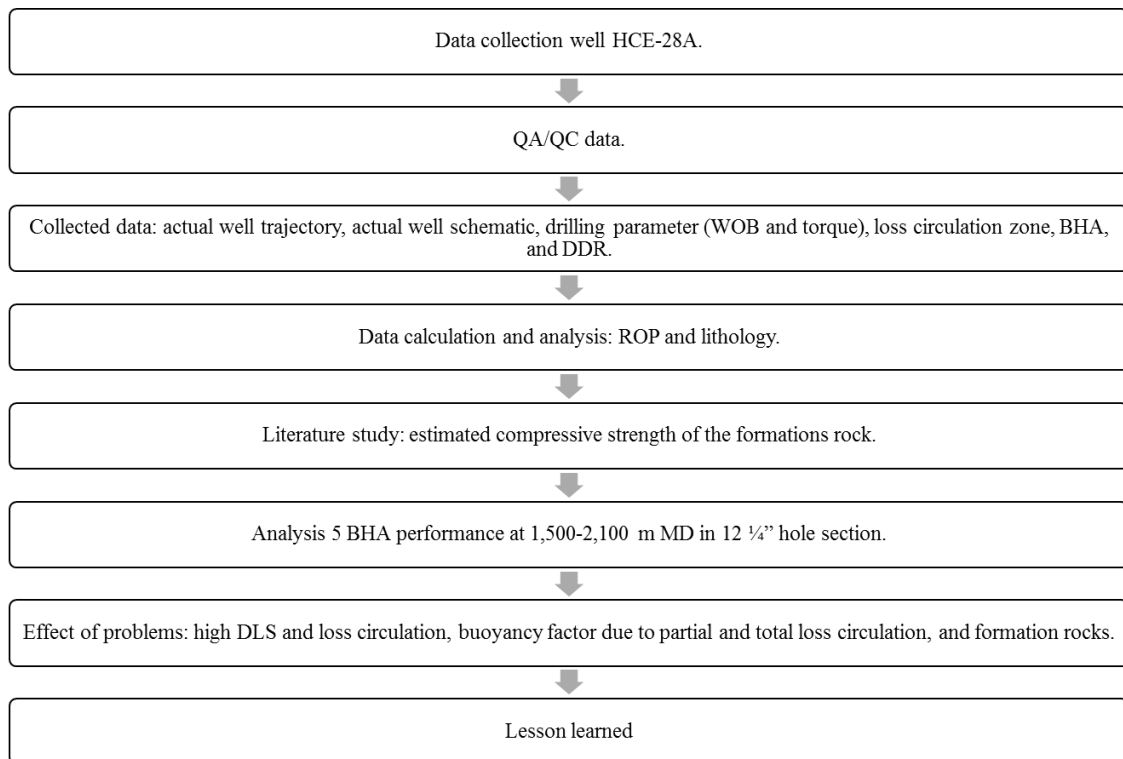 Data collection well HCE-28A.
QA/QC data.
Collected data: actual well trajectory, actual well schematic, drilling parameter (WOB and torque), loss circulation zone, BHA,
and DDR.
Data calculation and analysis: ROP and lithology.
Literature study: estimated compressive strength of the formations rock.
Analysis 5 BHA performance at 1,500-2,100 m MD in 12 ¼” hole section.
Effect of problems: high DLS and loss circulation, buoyancy factor due to partial and total loss circulation, and formation rocks.
Lesson learned